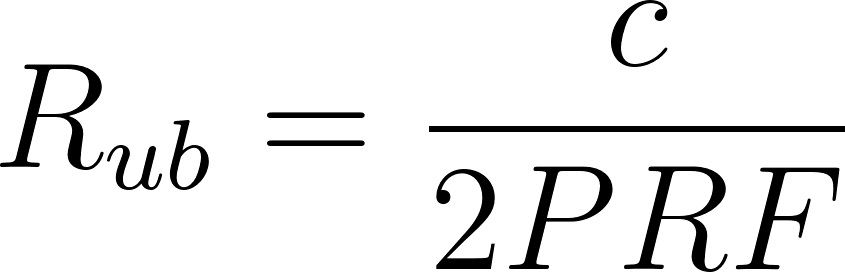 R_{ub} = \frac{c}{2PRF}